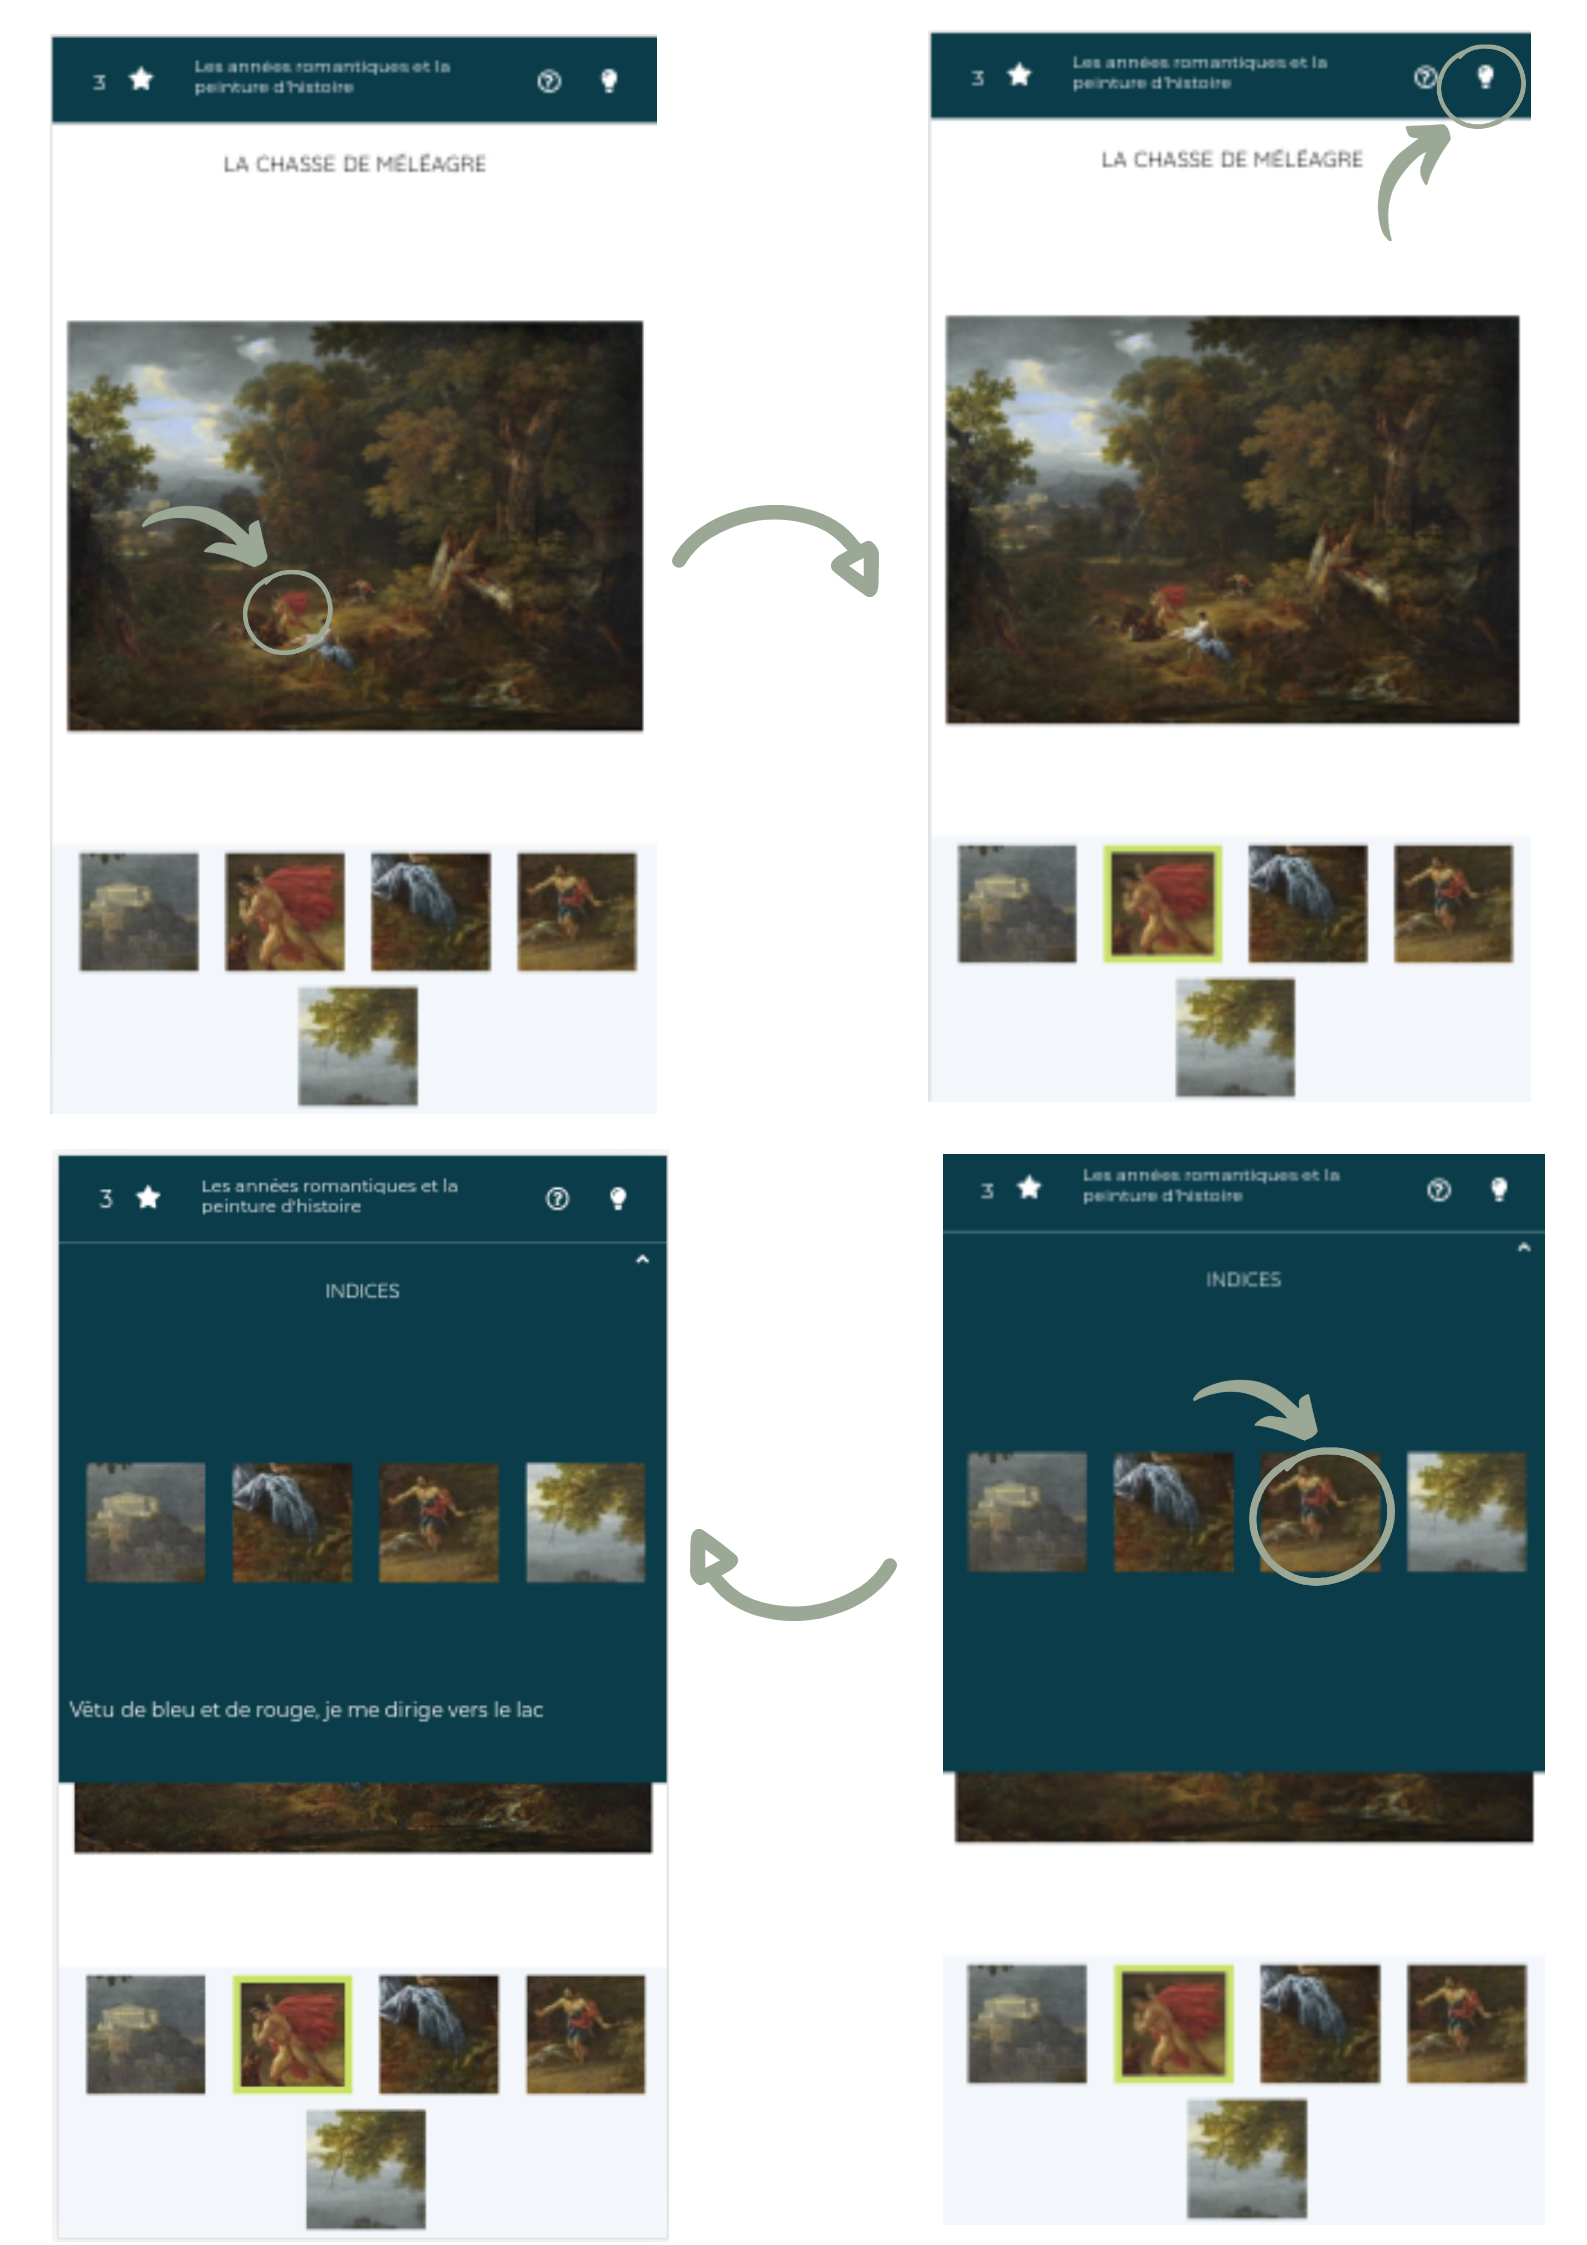 3
Les années romantiques et la
peinture d'histoire
LA CHASSE DE MÉLÉAGRE
3
Les années romantiques et la
peinture d'histoire
LA CHASSE DE MÉLÉAGRE
3
Les années romantiques et la
peinture d'histoire
INDICES
Vêtu de bleu et de rouge, je me dirige vers le lac
3
Les années romantiques et la
peinture d'histoire
INDICES